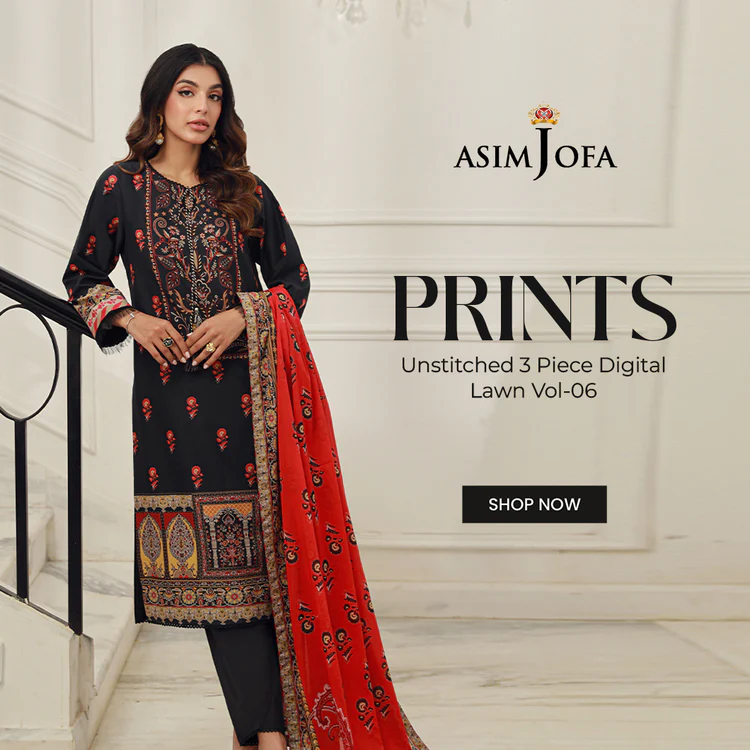 ASIM JOFA
PRINTS
Unstitched 3 Piece Digital
Lawn Vol-06
SHOP NOW